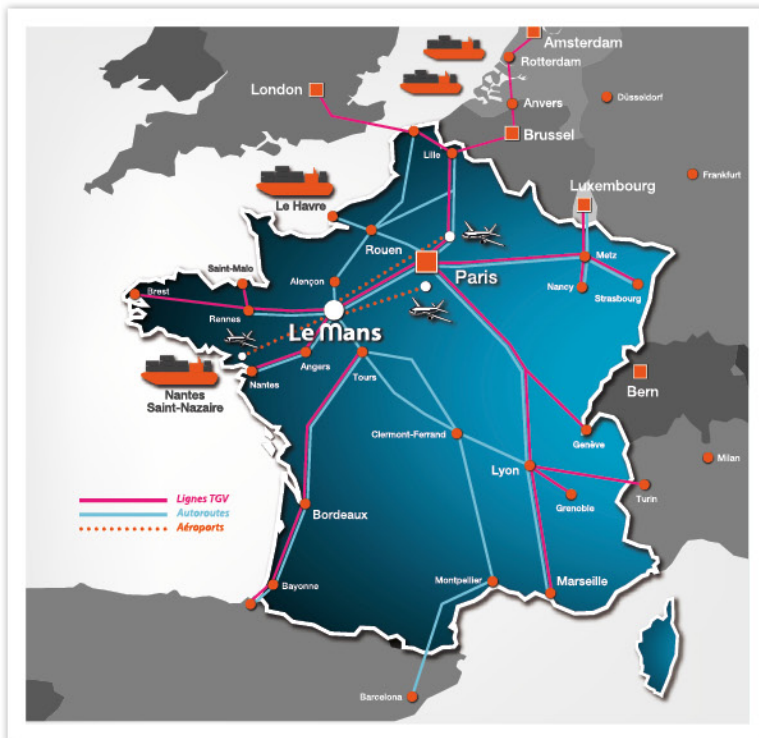 Amsterdam
Rotterdam
London
Anvers
Düsseldorf
Brussel
Lille
Frankfurt
Luxembourg
Le Havre
Rouen
Metz
Saint-Malo
Alençon
Paris
Nancy
Strasbourg
Brest
Rennes
Le Mans
Angers
Tours
Nantes
Bern
Nantes
Saint-Nazaire
Clermont-Ferrand
Genève
Lyon
Milan
Turin
Grenoble
Lignes TGV
Autoroutes
Aéroports
Bordeaux
Bayonne
Montpellier
Marseille
Barcelona